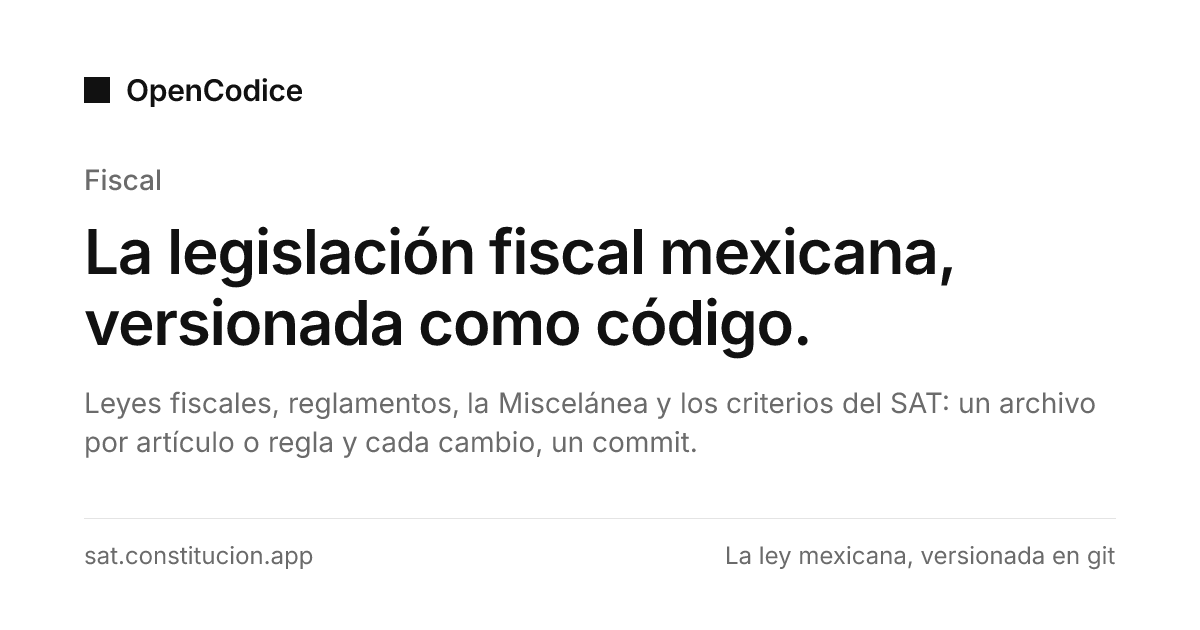 OpenCodice
Fiscal
La legislación fiscal mexicana,
versionada como código.
Leyes fiscales, reglamentos, la Miscelánea y los criterios del SAT: un archivo
por artículo o regla y cada cambio, un commit.
sat.constitucion.app
La ley mexicana, versionada en git